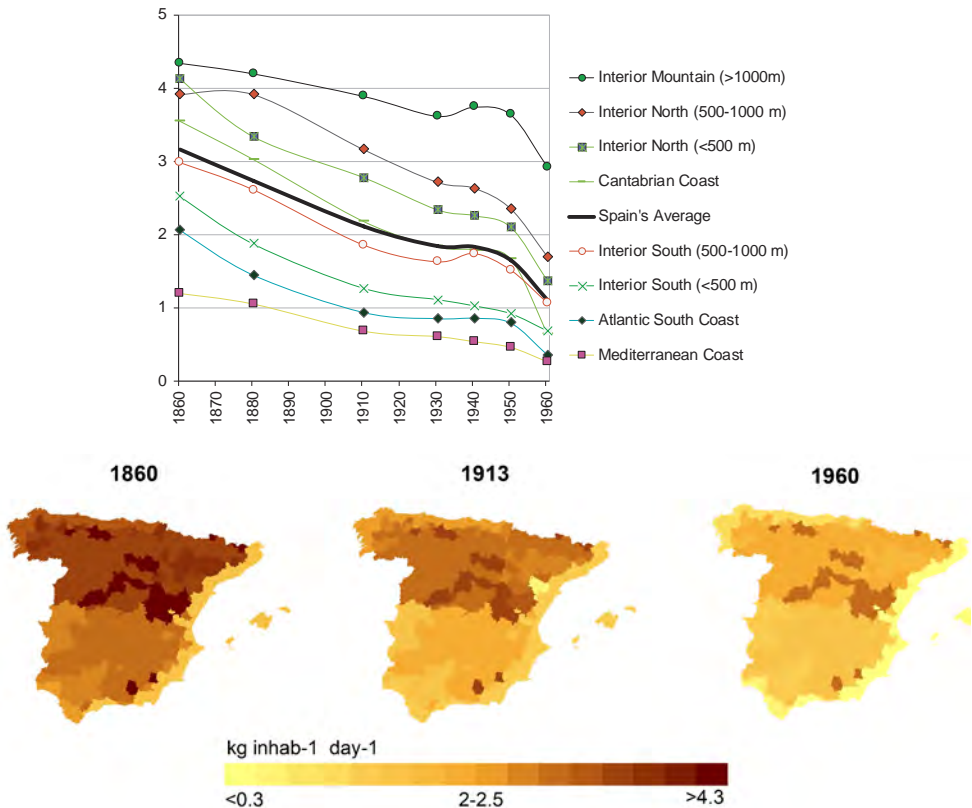 5
4
3
2
1
0
1860
1870
1880
1890
1900
1910
1920
1930
1940
1950
1960
Interior Mountain (>1000m)
Interior North (500-1000 m)
Interior North (<500 m)
Cantabrian Coast
Spain's Average
Interior South (500-1000 m)
Interior South (<500 m)
Atlantic South Coast
Mediterranean Coast
1860 1913 1960
kg inhab-1 day-1
<0.3 2-2.5 >4.3